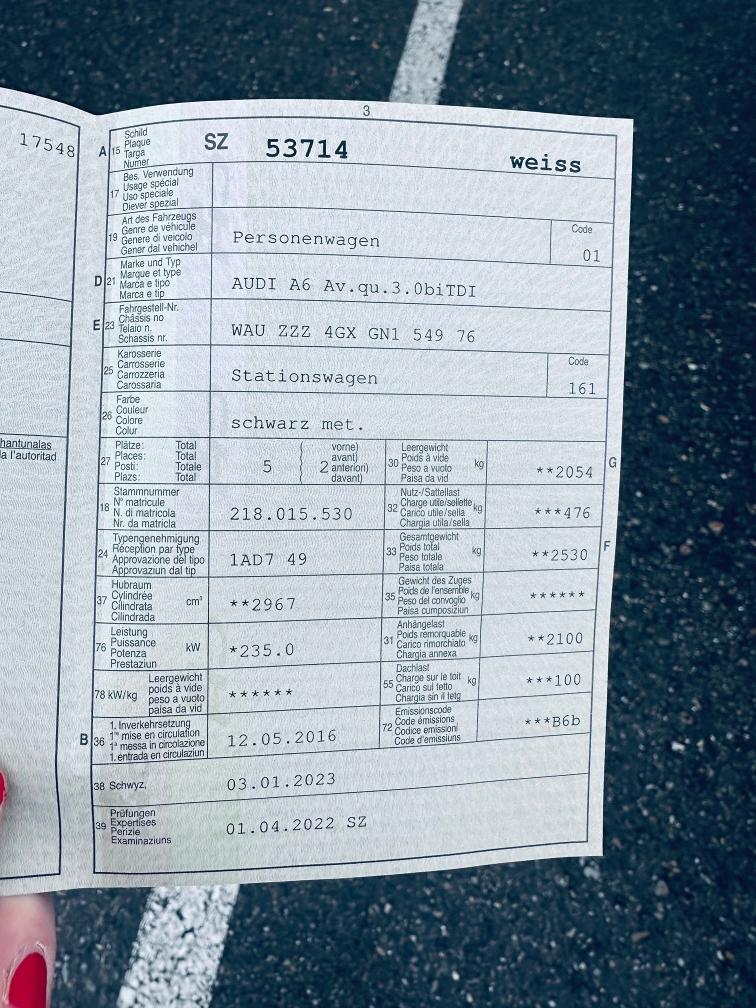 3
17548
A 15 Schild
Plaque
Targa
Numer
SZ 53714 weiss
17 Bes. Verwendung
Usage spécial
Uso speciale
Diever spezial
19 Art des Fahrzeugs
Genre de véhicule
Genere di veicolo
Gener dal vehichel
Personenwagen
Code
01
D 21 Marke und Typ
Marque et type
Marca e tipo
Marca e tip
AUDI A6 Av.qu.3.0biTDI
E 23 Fahrgestell-Nr.
Châssis no
Telaio n.
Schassis nr.
WAU ZZZ 4GX GN1 549 76
25 Karosserie
Carrosserie
Carrozzeria
Carossaria
Stationswagen
Code
161
26 Farbe
Couleur
Colore
Colur
schwarz met.
hantunalas
la l'autoritad
27 Plätze: Total
Places: Total
Posti: Totale
Plazs: Total
5 ( 2 vorne)
avant)
anteriori)
davant)
30 Leergewicht
Poids à vide
Peso a vuoto
Paisa da vid
kg
**2054
G
18 Stammnummer
N° matricule
N. di matricola
Nr. da matricla
218.015.530
32 Nutz-/Sattellast
Charge utile/sellette
Carico utile/sella
Chargia utila/sella
kg
***476
24 Typengenehmigung
Réception par type
Approvazione del tipo
Approvaziun dal tip
1AD7 49
33 Gesamtgewicht
Poids total
Peso totale
Paisa totala
kg
**2530
F
37 Hubraum
Cylindrée
Cilindrata
Cilindrada
cm³
**2967
35 Gewicht des Zuges
Poids de l'ensemble
Peso del convoglio
Paisa cumposiziun
kg
******
76 Leistung
Puissance
Potenza
Prestaziun
kW
*235.0
31 Anhängelast
Poids remorquable
Carico rimorchiato
Chargia annexa
kg
**2100
78 kW/kg Leergewicht
poids à vide
peso a vuoto
paisa da vid
******
55 Dachlast
Charge sur le toit
Carico sul tetto
Chargia sin il tetg
kg
***100
B 36 1. Inverkehrsetzung
1re mise en circulation
1a messa in circolazione
1. entrada en circulaziun
12.05.2016
72 Emissionscode
Code émissions
Codice emissioni
Code d'emissiuns
***B6b
38 Schwyz,
03.01.2023
39 Prüfungen
Expertises
Perizie
Examinaziuns
01.04.2022 SZ